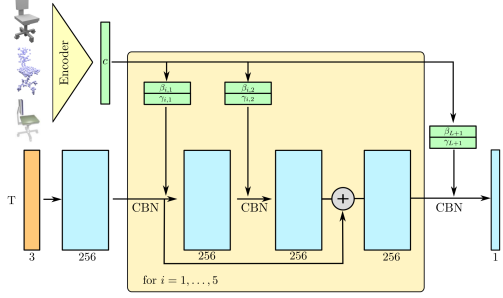 Encoder
c
β_{i,1}
γ_{i,1}
β_{i,2}
γ_{i,2}
β_{L+1}
γ_{L+1}
T
CBN
CBN
+
CBN
3
256
256
256
256
1
for i = 1, . . . , 5